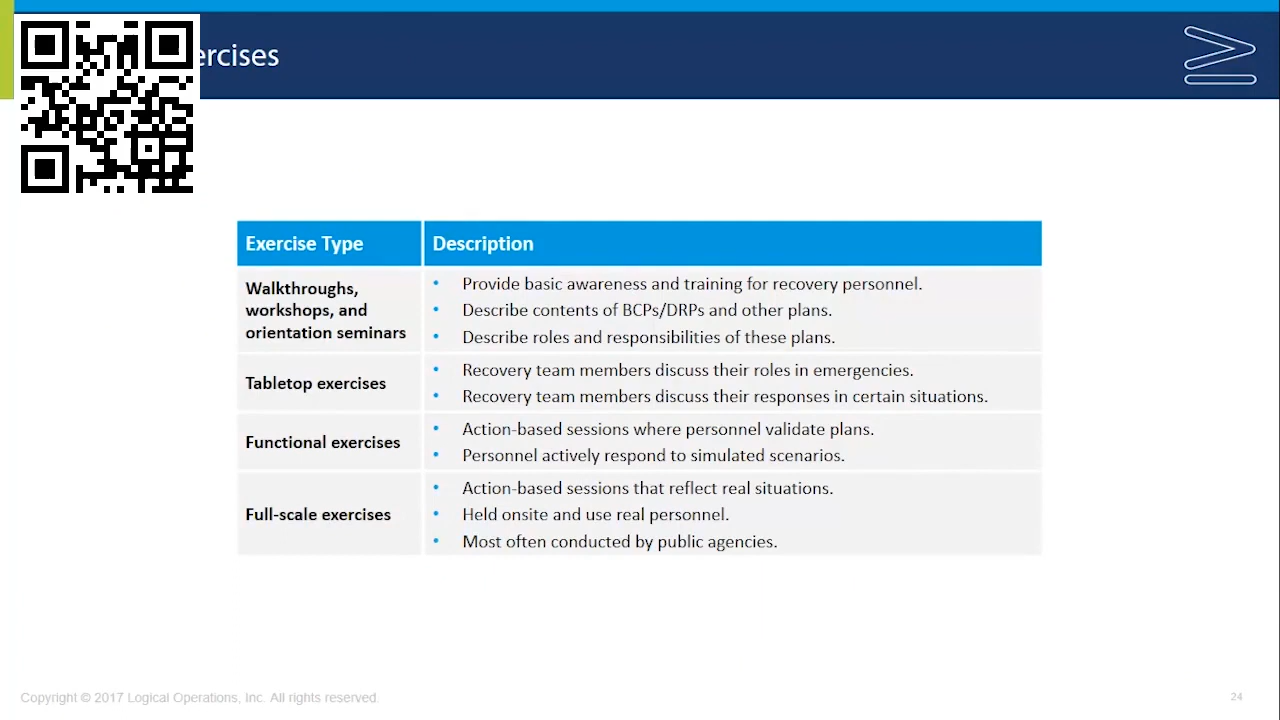 ercises
Exercise Type
Description
Walkthroughs,
workshops, and
orientation seminars
• Provide basic awareness and training for recovery personnel.
• Describe contents of BCPs/DRPs and other plans.
• Describe roles and responsibilities of these plans.
Tabletop exercises
• Recovery team members discuss their roles in emergencies.
• Recovery team members discuss their responses in certain situations.
Functional exercises
• Action-based sessions where personnel validate plans.
• Personnel actively respond to simulated scenarios.
Full-scale exercises
• Action-based sessions that reflect real situations.
• Held onsite and use real personnel.
• Most often conducted by public agencies.
Copyright © 2017 Logical Operations, Inc. All rights reserved.
24